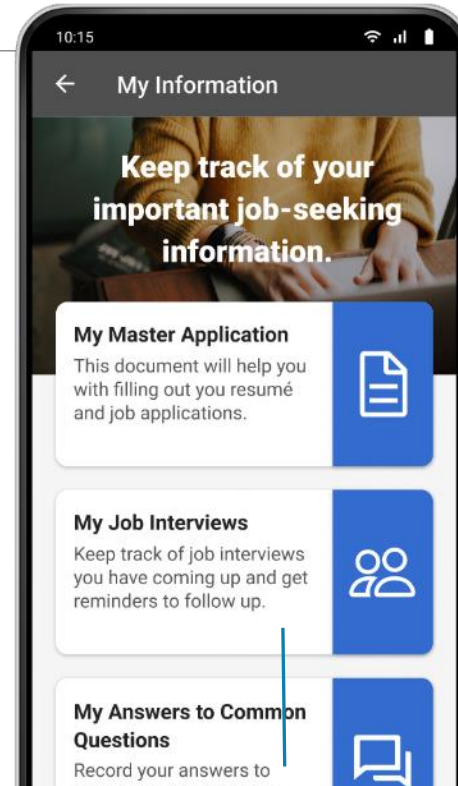 10:15
My Information
Keep track of your
important job-seeking
information.
My Master Application
This document will help you
with filling out you resumé
and job applications.
My Job Interviews
Keep track of job interviews
you have coming up and get
reminders to follow up.
My Answers to Common
Questions
Record your answers to